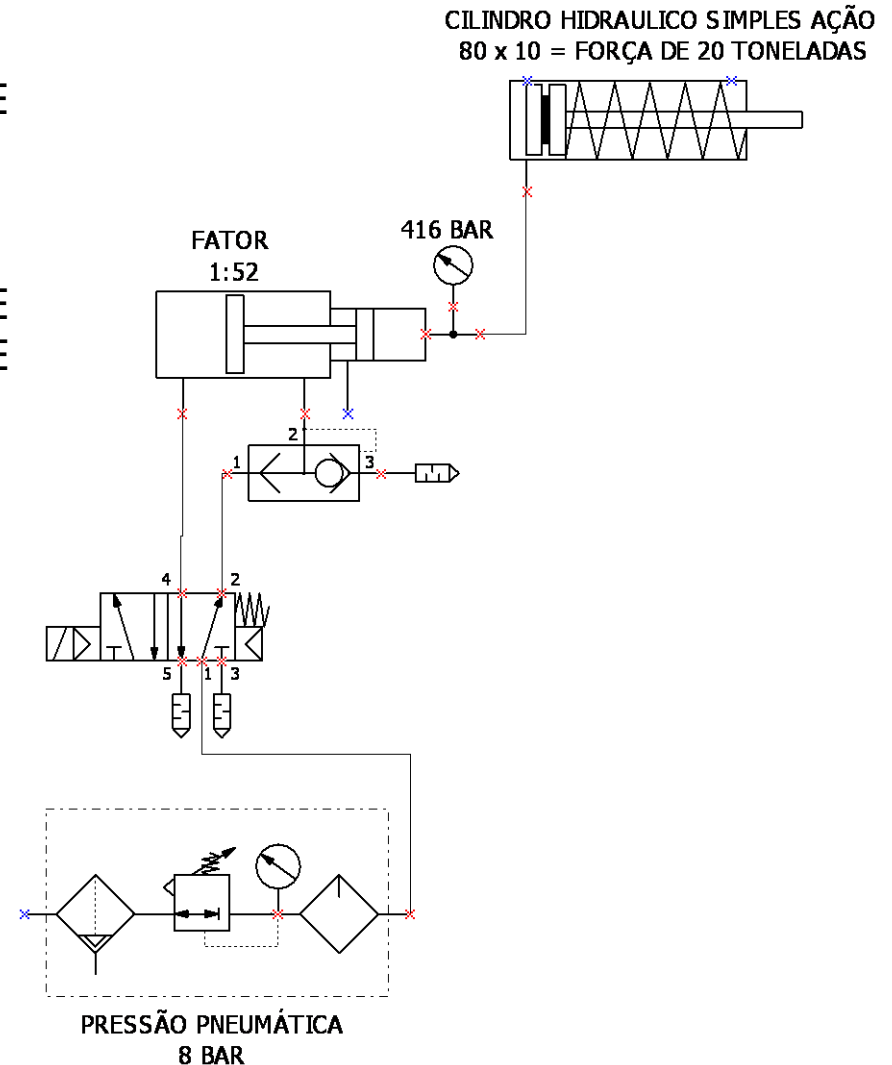 CILINDRO HIDRAULICO SIMPLES AÇÃO
80 x 10 = FORÇA DE 20 TONELADAS
416 BAR
FATOR
1:52
2
1
3
4
2
5
1
3
PRESSÃO PNEUMÁTICA
8 BAR